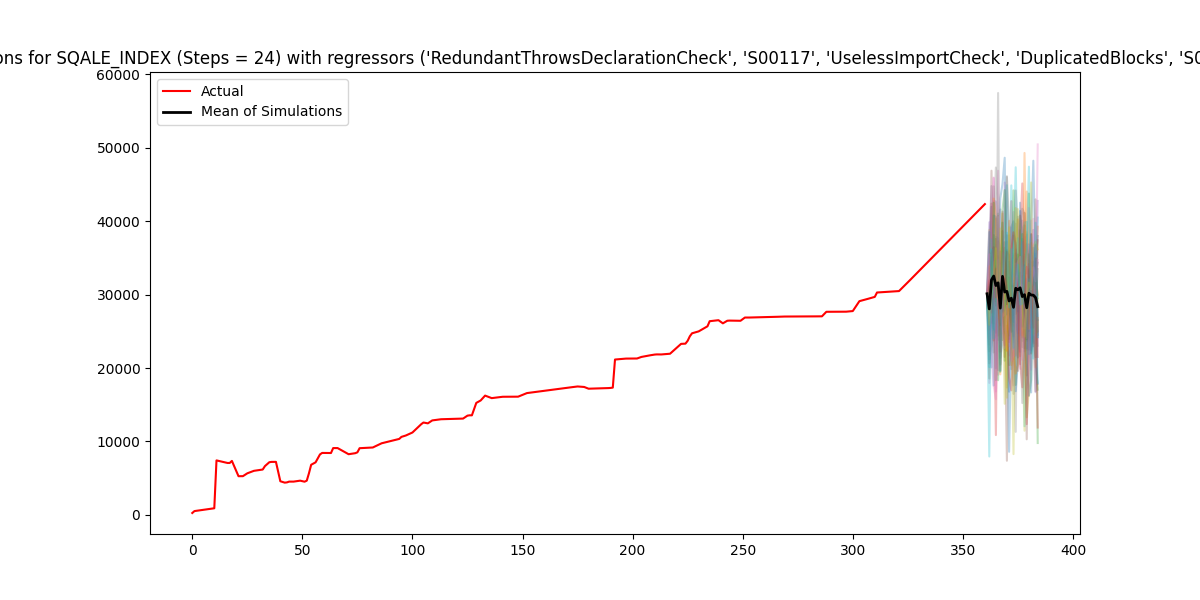 ons for SQALE_INDEX (Steps = 24) with regressors ('RedundantThrowsDeclarationCheck', 'S00117', 'UselessImportCheck', 'DuplicatedBlocks', 'S0
Actual
Mean of Simulations
60000
50000
40000
30000
20000
10000
0
0 50 100 150 200 250 300 350 400